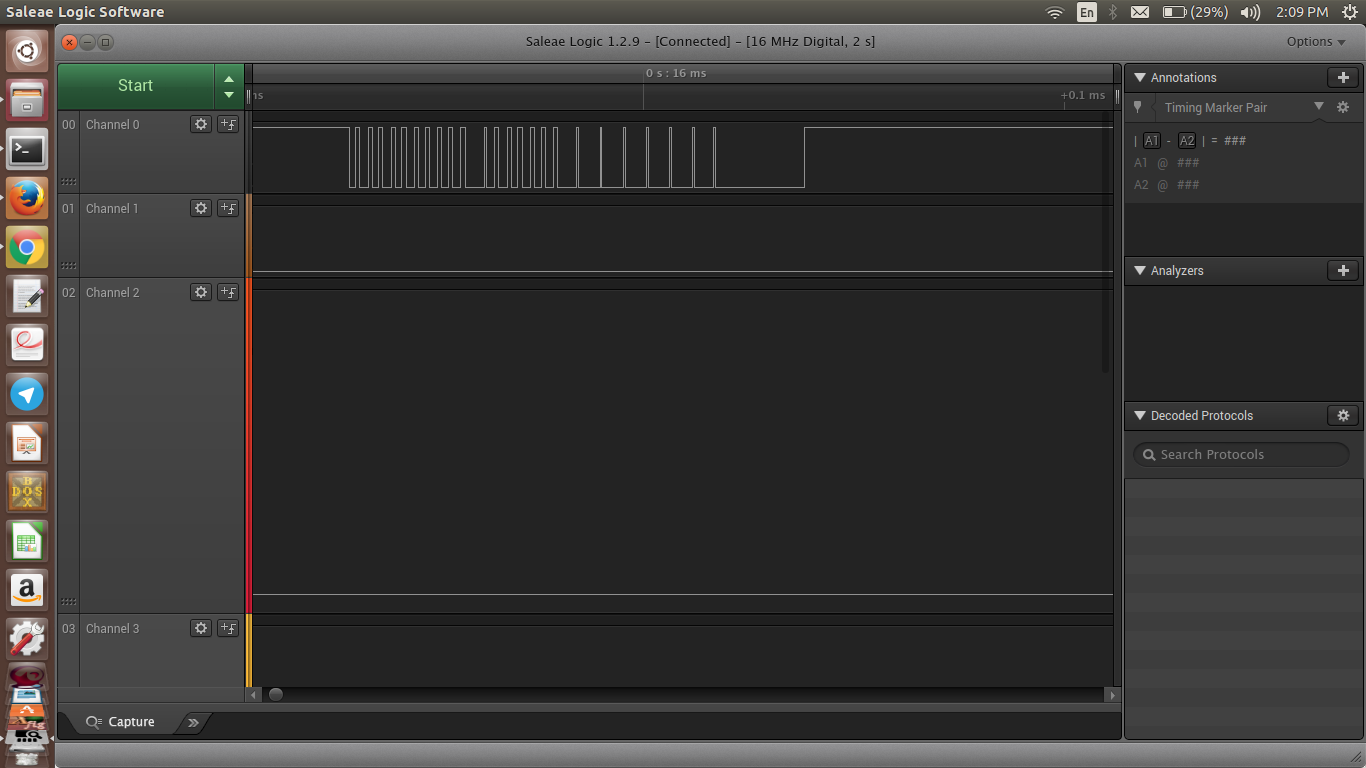 Saleae Logic Software
En
(29%)
2:09 PM
Saleae Logic 1.2.9 – [Connected] – [16 MHz Digital, 2 s]
Options
Start
0 s : 16 ms
ms
+0.1 ms
00 Channel 0
01 Channel 1
02 Channel 2
03 Channel 3
Annotations
Timing Marker Pair
| A1 - A2 | = ###
A1 @ ###
A2 @ ###
Analyzers
Decoded Protocols
Search Protocols
Capture
B
DOS
X
a